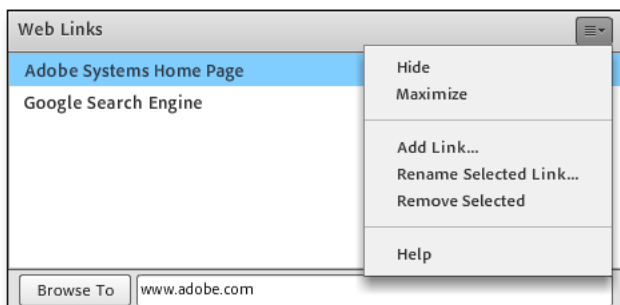 Web Links
Adobe Systems Home Page
Google Search Engine
Hide
Maximize
Add Link...
Rename Selected Link...
Remove Selected
Help
Browse To
www.adobe.com